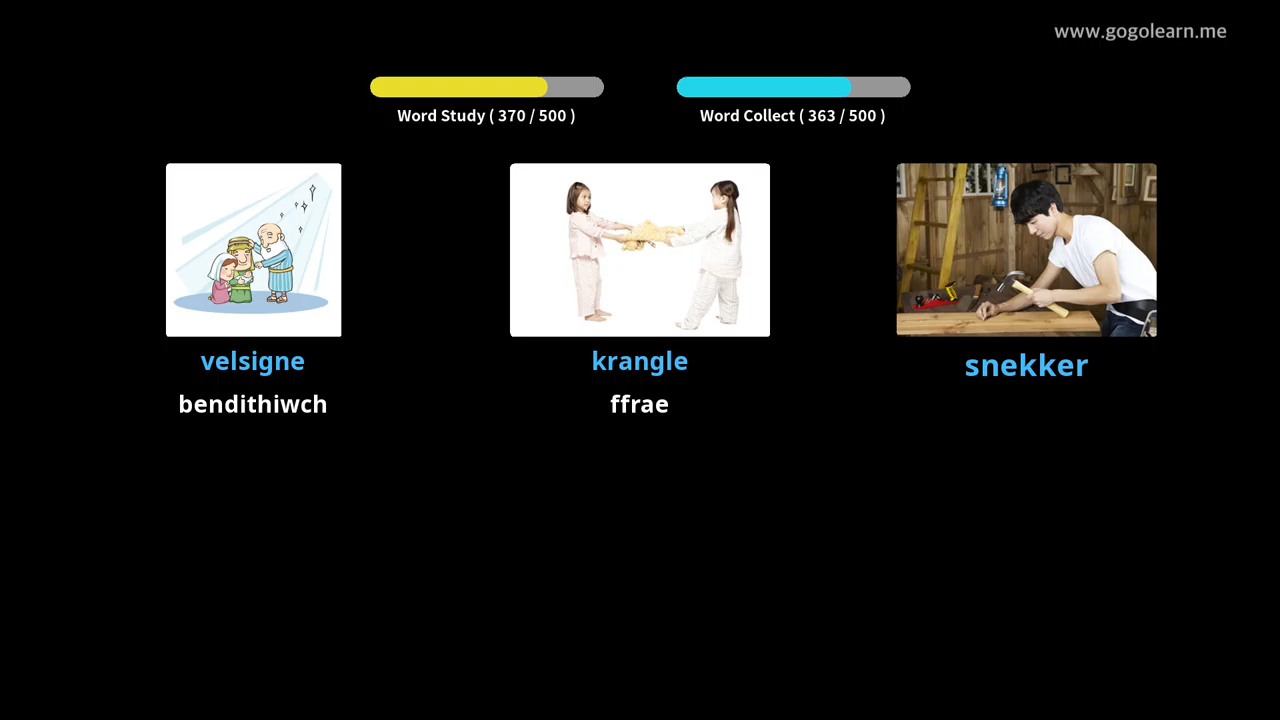 www.gogolearn.me
Word Study ( 370 / 500 )
Word Collect ( 363 / 500 )
velsigne
bendithiwch
krangle
ffrae
snekker